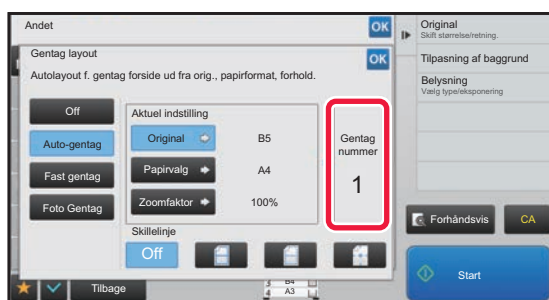 Andet
OK
Gentag layout
OK
Autolayout f. gentag forside ud fra orig., papirformat, forhold.
Off
Auto-gentag
Fast gentag
Foto Gentag
Aktuel indstilling
Original
B5
Papirvalg
A4
Zoomfaktor
100%
Gentag
nummer
1
Skillelinje
Off
Tilbage
3 B4
4 A3
Original
Skift størrelse/retning.
Tilpasning af baggrund
Belysning
Vælg type/eksponering
Forhåndsvis
CA
Start